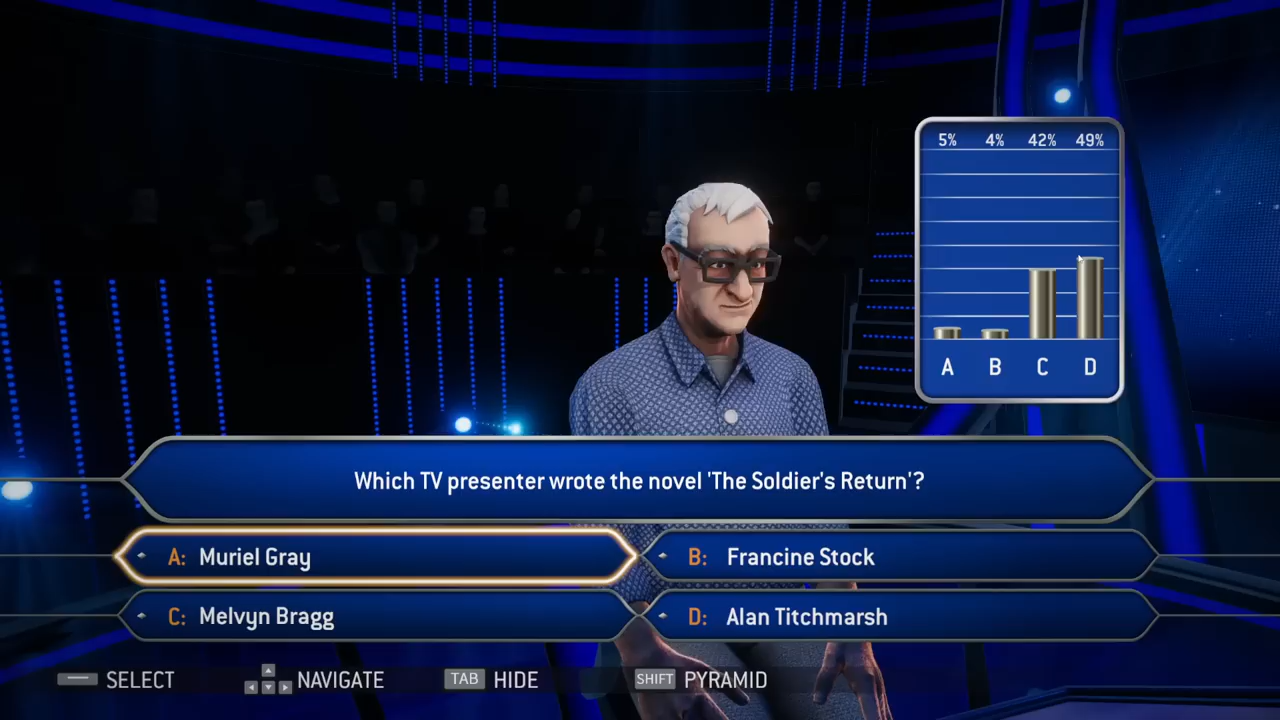 5% 4% 42% 49%
A B C D
Which TV presenter wrote the novel 'The Soldier's Return'?
A: Muriel Gray
B: Francine Stock
C: Melvyn Bragg
D: Alan Titchmarsh
SELECT NAVIGATE TAB HIDE SHIFT PYRAMID